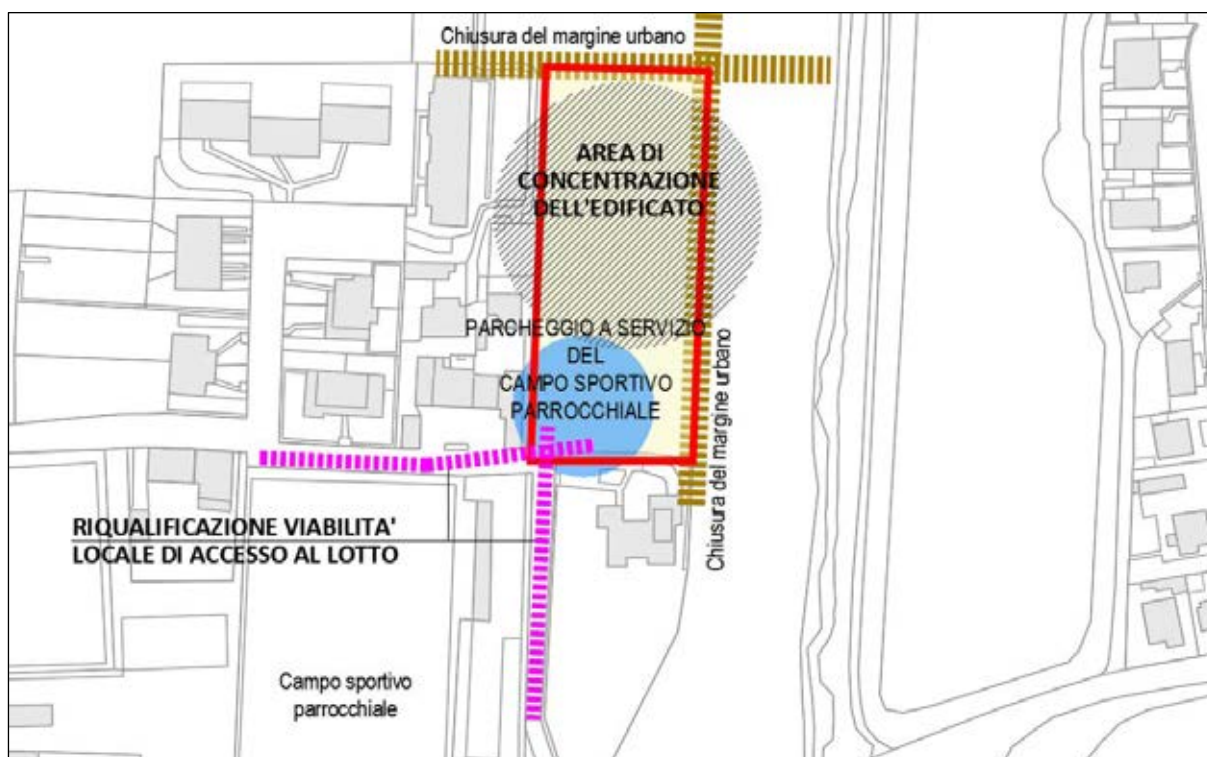 Chiusura del margine urbano
AREA DI
CONCENTRAZIONE
DELL'EDIFICATO
PARCHEGGIO A SERVIZIO
DEL
CAMPO SPORTIVO
PARROCCHIALE
Chiusura del margine urbano
RIQUALIFICAZIONE VIABILITA'
LOCALE DI ACCESSO AL LOTTO
Campo sportivo
parrocchiale